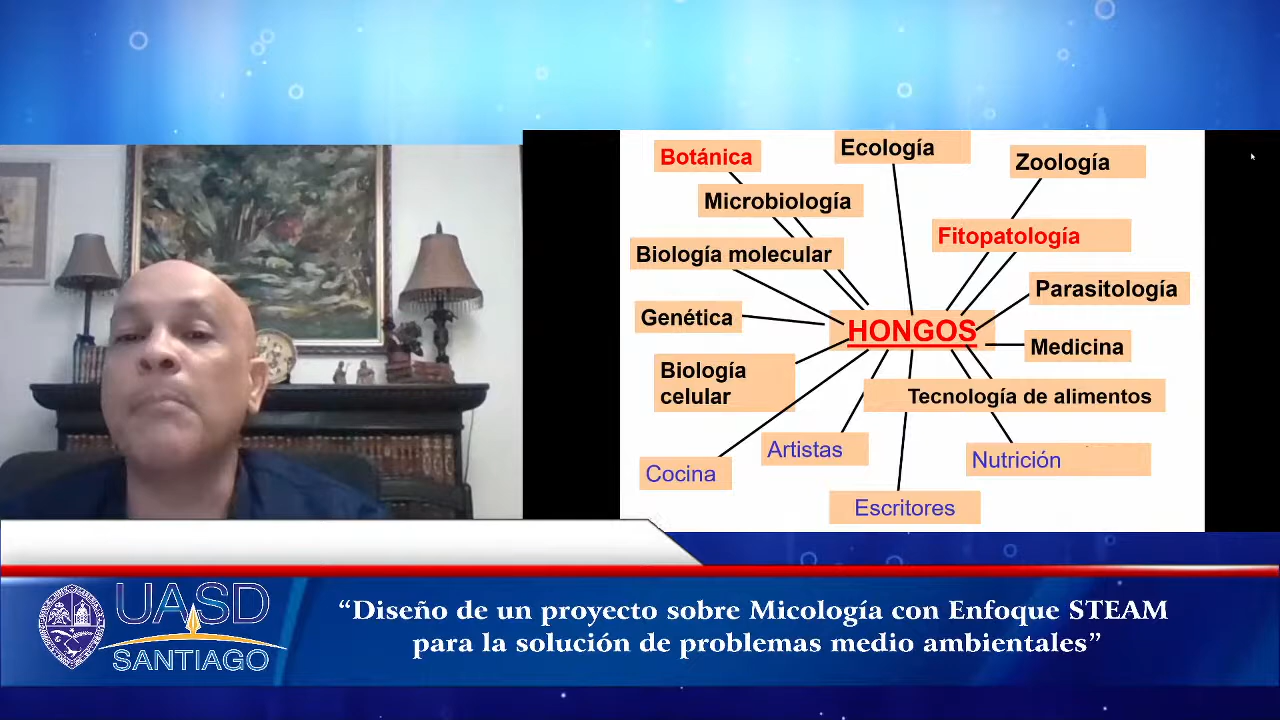 Botánica
Ecología
Zoología
Microbiología
Fitopatología
Biología molecular
Parasitología
Genética
HONGOS
Medicina
Biología
celular
Tecnología de alimentos
Artistas
Nutrición
Cocina
Escritores
UASD
SANTIAGO
“Diseño de un proyecto sobre Micología con Enfoque STEAM
para la solución de problemas medio ambientales”